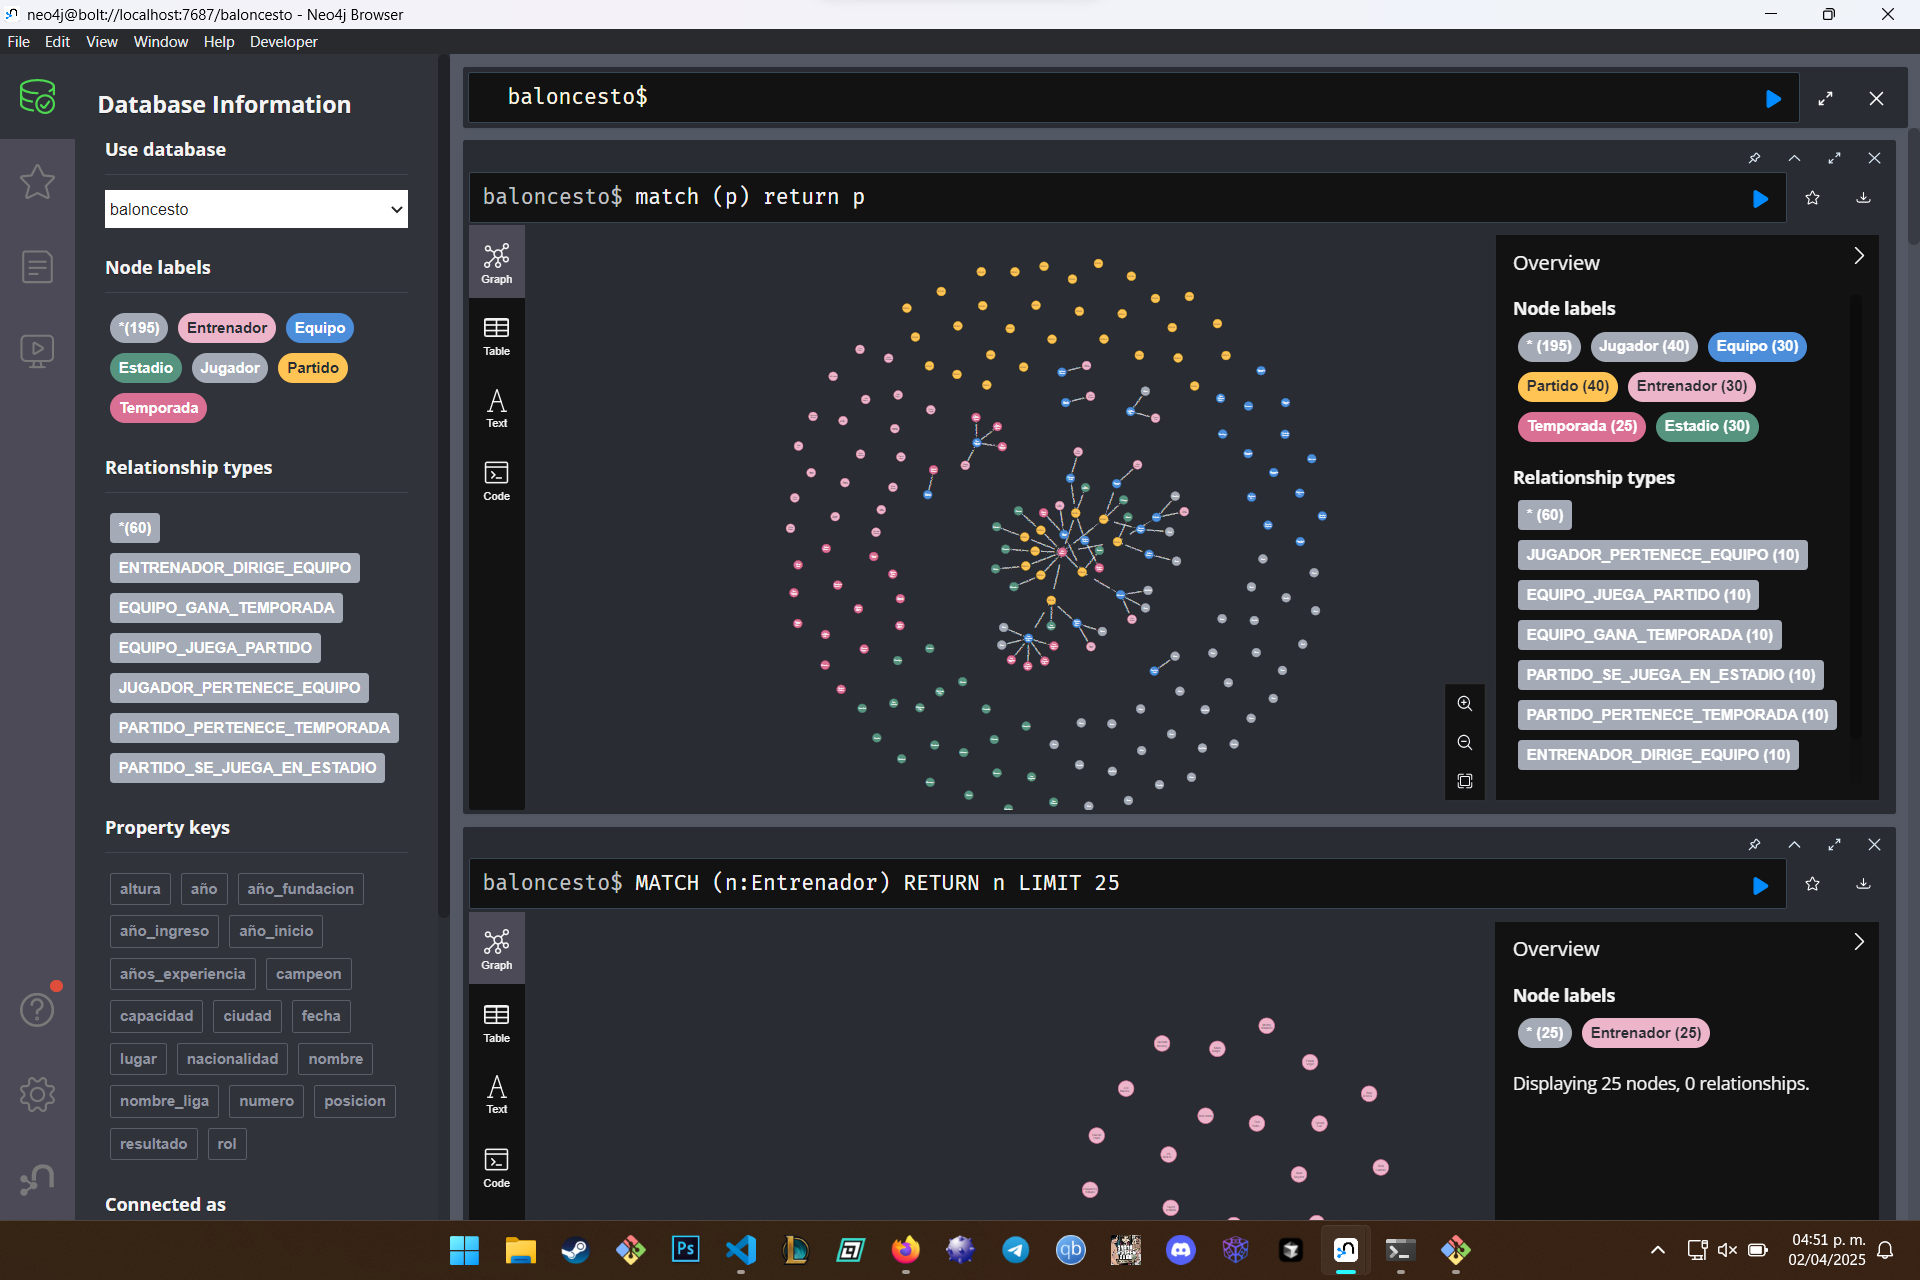 neo4j@bolt://localhost:7687/baloncesto - Neo4j Browser
File Edit View Window Help Developer
Database Information
Use database
baloncesto
Node labels
*(195) Entrenador Equipo
Estadio Jugador Partido
Temporada
Relationship types
*(60)
ENTRENADOR_DIRIGE_EQUIPO
EQUIPO_GANA_TEMPORADA
EQUIPO_JUEGA_PARTIDO
JUGADOR_PERTENECE_EQUIPO
PARTIDO_PERTENECE_TEMPORADA
PARTIDO_SE_JUEGA_EN_ESTADIO
Property keys
altura año año_fundacion
año_ingreso año_inicio
años_experiencia campeon
capacidad ciudad fecha
lugar nacionalidad nombre
nombre_liga numero posicion
resultado rol
Connected as
baloncesto$
baloncesto$ match (p) return p
Graph
Table
Text
Code
Overview
Node labels
* (195) Jugador (40) Equipo (30)
Partido (40) Entrenador (30)
Temporada (25) Estadio (30)
Relationship types
* (60)
JUGADOR_PERTENECE_EQUIPO (10)
EQUIPO_JUEGA_PARTIDO (10)
EQUIPO_GANA_TEMPORADA (10)
PARTIDO_SE_JUEGA_EN_ESTADIO (10)
PARTIDO_PERTENECE_TEMPORADA (10)
ENTRENADOR_DIRIGE_EQUIPO (10)
baloncesto$ MATCH (n:Entrenador) RETURN n LIMIT 25
Graph
Table
Text
Code
Overview
Node labels
* (25) Entrenador (25)
Displaying 25 nodes, 0 relationships.
Ps
qb
04:51 p. m.
02/04/2025